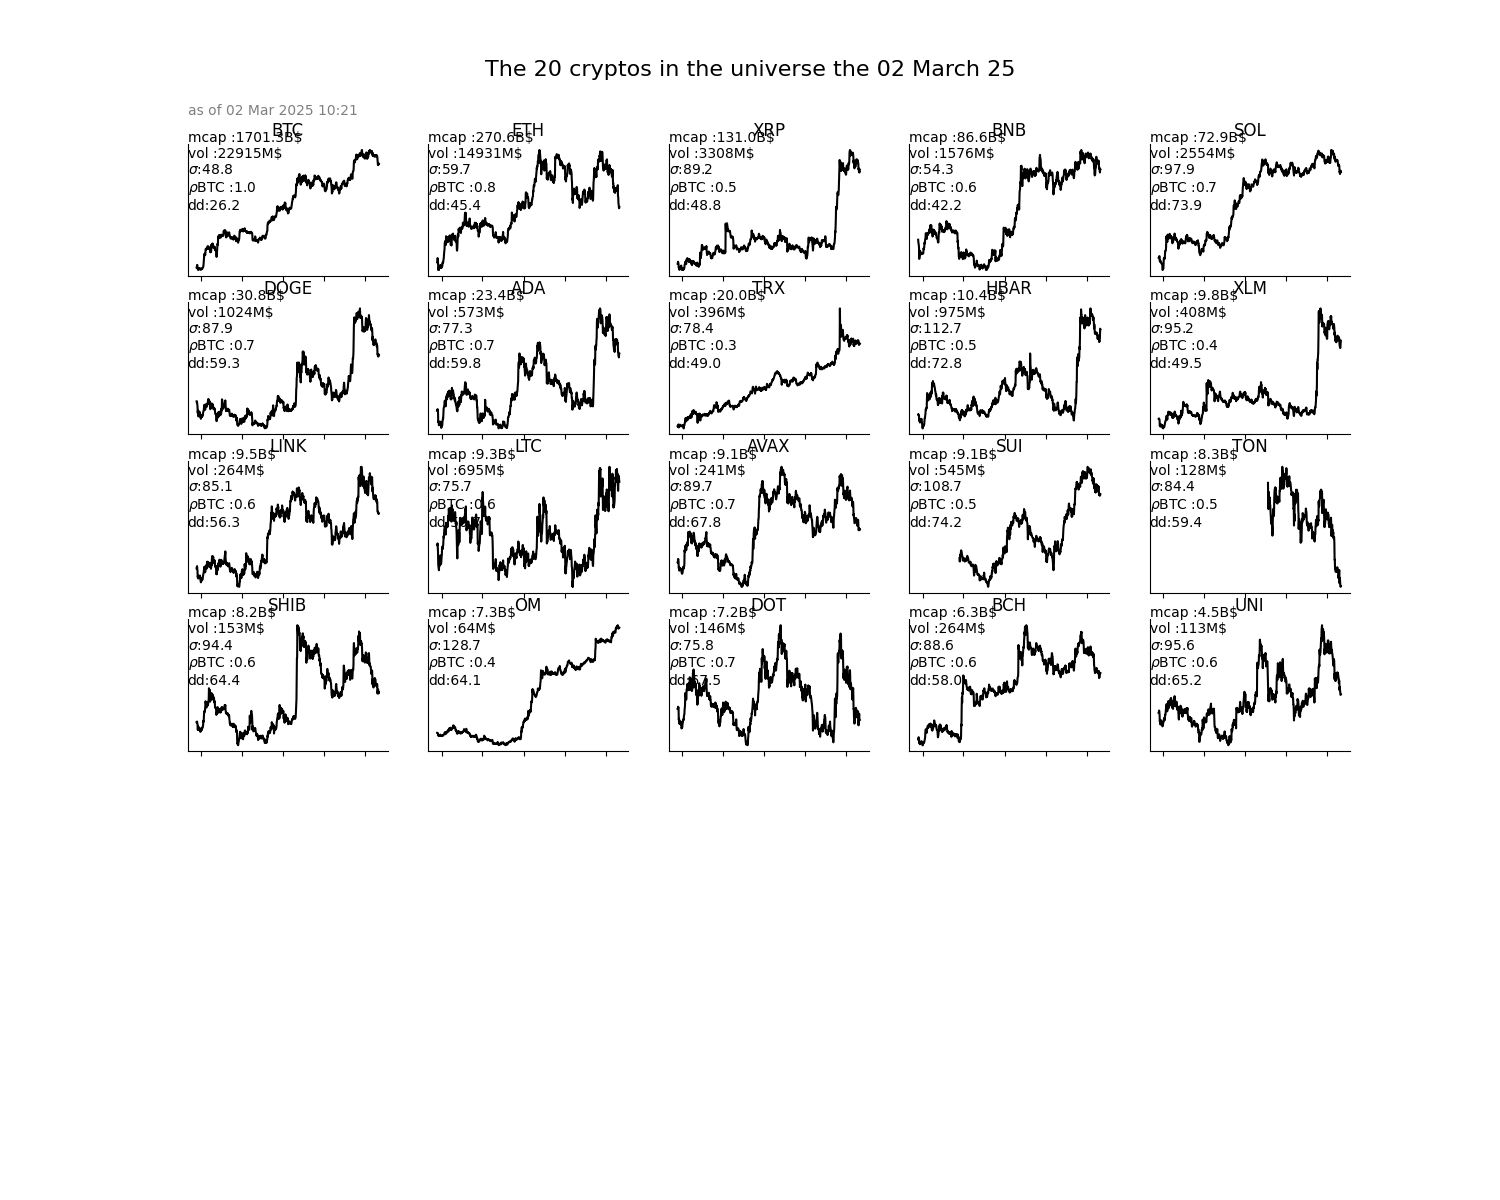 The 20 cryptos in the universe the 02 March 25
as of 02 Mar 2025 10:21
BTC
mcap :1701.3B$
vol :22915M$
σ:48.8
ρBTC :1.0
dd:26.2
ETH
mcap :270.6B$
vol :14931M$
σ:59.7
ρBTC :0.8
dd:45.4
XRP
mcap :131.0B$
vol :3308M$
σ:89.2
ρBTC :0.5
dd:48.8
BNB
mcap :86.6B$
vol :1576M$
σ:54.3
ρBTC :0.6
dd:42.2
SOL
mcap :72.9B$
vol :2554M$
σ:97.9
ρBTC :0.7
dd:73.9
DOGE
mcap :30.8B$
vol :1024M$
σ:87.9
ρBTC :0.7
dd:59.3
ADA
mcap :23.4B$
vol :573M$
σ:77.3
ρBTC :0.7
dd:59.8
TRX
mcap :20.0B$
vol :396M$
σ:78.4
ρBTC :0.3
dd:49.0
HBAR
mcap :10.4B$
vol :975M$
σ:112.7
ρBTC :0.5
dd:72.8
XLM
mcap :9.8B$
vol :408M$
σ:95.2
ρBTC :0.4
dd:49.5
LINK
mcap :9.5B$
vol :264M$
σ:85.1
ρBTC :0.6
dd:56.3
LTC
mcap :9.3B$
vol :695M$
σ:75.7
ρBTC :0.6
AVAX
mcap :9.1B$
vol :241M$
σ:89.7
ρBTC :0.7
dd:67.8
SUI
mcap :9.1B$
vol :545M$
σ:108.7
ρBTC :0.5
dd:74.2
TON
mcap :8.3B$
vol :128M$
σ:84.4
ρBTC :0.5
dd:59.4
SHIB
mcap :8.2B$
vol :153M$
σ:94.4
ρBTC :0.6
dd:64.4
OM
mcap :7.3B$
vol :64M$
σ:128.7
ρBTC :0.4
dd:64.1
DOT
mcap :7.2B$
vol :146M$
σ:75.8
ρBTC :0.7
dd:67.5
BCH
mcap :6.3B$
vol :264M$
σ:88.6
ρBTC :0.6
dd:58.0
UNI
mcap :4.5B$
vol :113M$
σ:95.6
ρBTC :0.6
dd:65.2